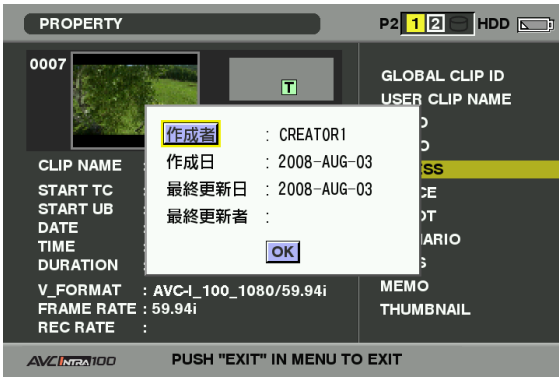 PROPERTY
P2 1 2 HDD
0007
T
GLOBAL CLIP ID
USER CLIP NAME
作成者 : CREATOR1
作成日 : 2008-AUG-03
最終更新日 : 2008-AUG-03
最終更新者 :
OK
CLIP NAME :
START TC :
START UB :
DATE :
TIME :
DURATION :
V_FORMAT : AVC-I_100_1080/59.94i
FRAME RATE : 59.94i
REC RATE :
MEMO
THUMBNAIL
AVC INTRA 100
PUSH "EXIT" IN MENU TO EXIT